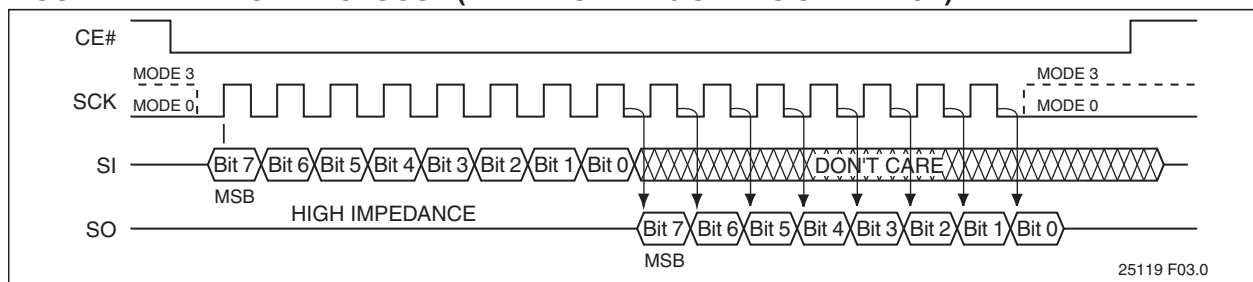 CE#
MODE 3 MODE 3
SCK MODE 0 MODE 0
SI Bit 7 Bit 6 Bit 5 Bit 4 Bit 3 Bit 2 Bit 1 Bit 0 DON'T CARE
MSB
HIGH IMPEDANCE
SO Bit 7 Bit 6 Bit 5 Bit 4 Bit 3 Bit 2 Bit 1 Bit 0
MSB
25119 F03.0